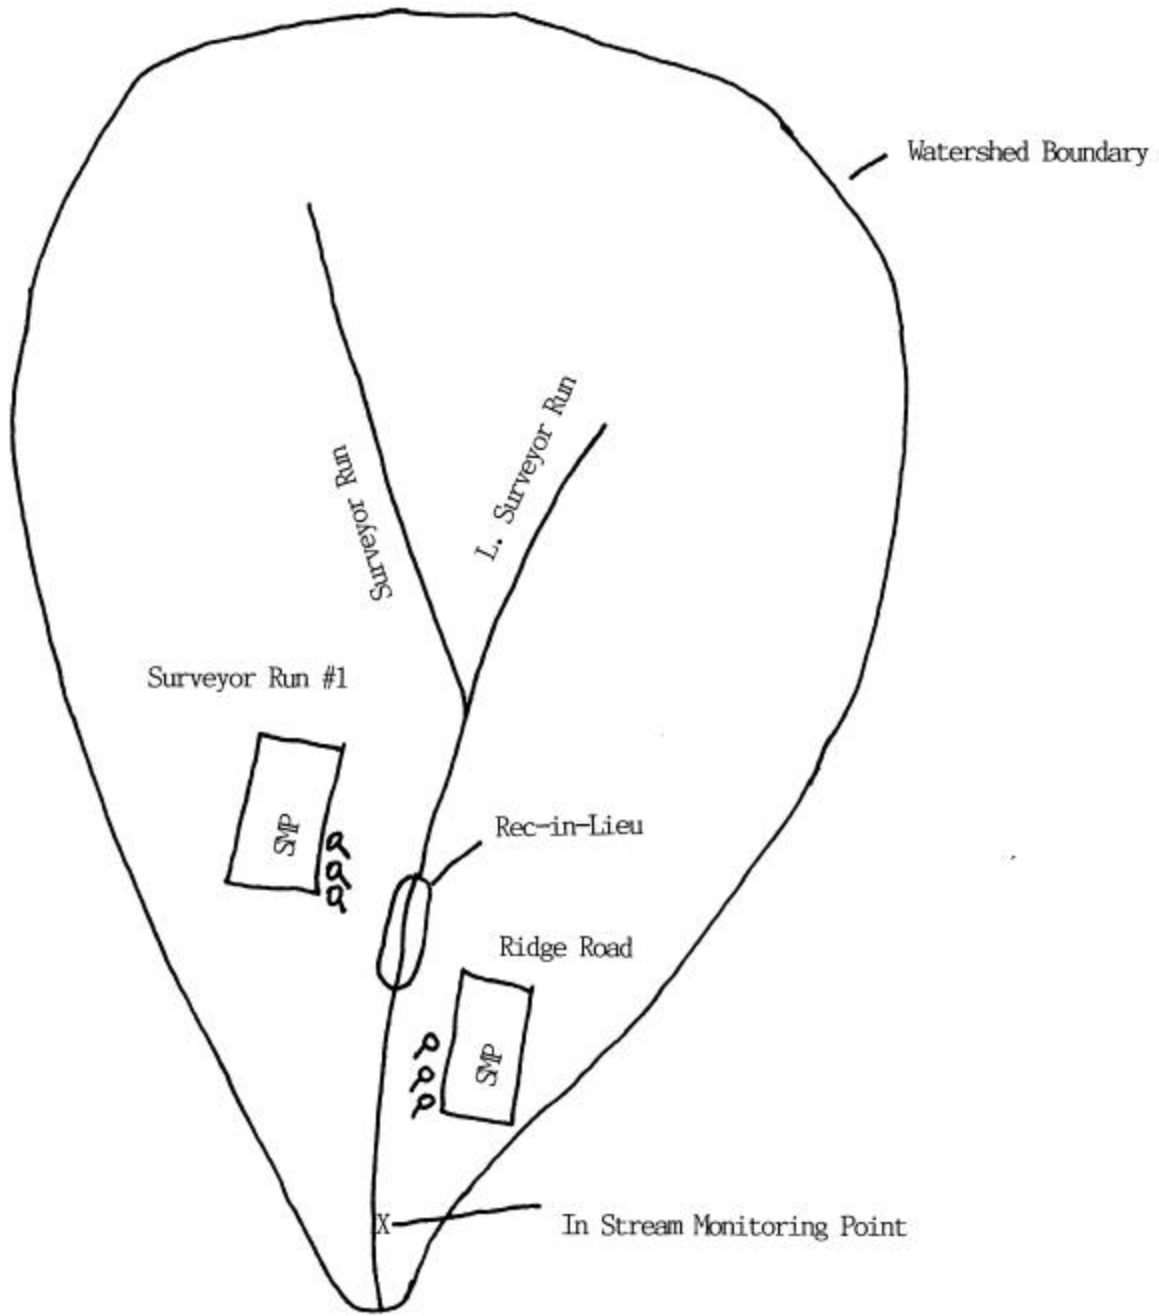 Watershed Boundary
Surveyor Run
L. Surveyor Run
Surveyor Run #1
SMP
Rec-in-Lieu
Ridge Road
SMP
X
In Stream Monitoring Point